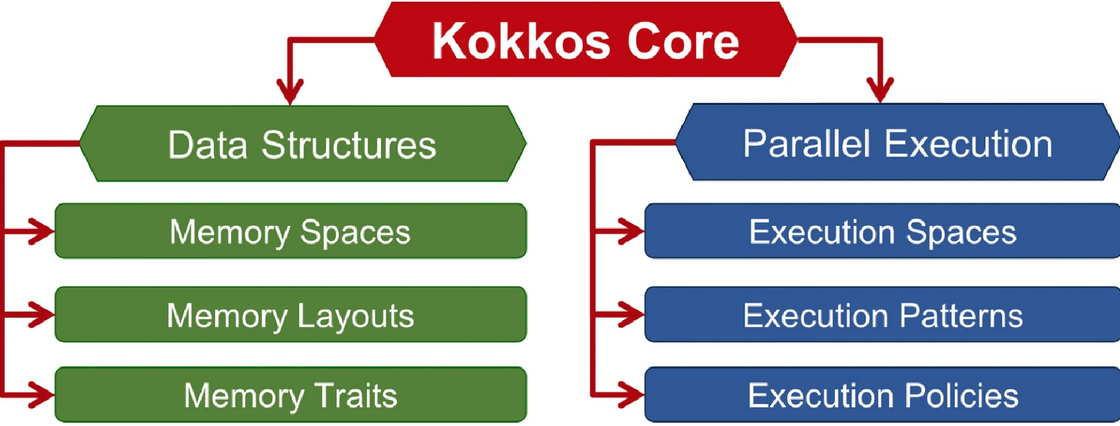 Kokkos Core
Data Structures
Memory Spaces
Memory Layouts
Memory Traits
Parallel Execution
Execution Spaces
Execution Patterns
Execution Policies